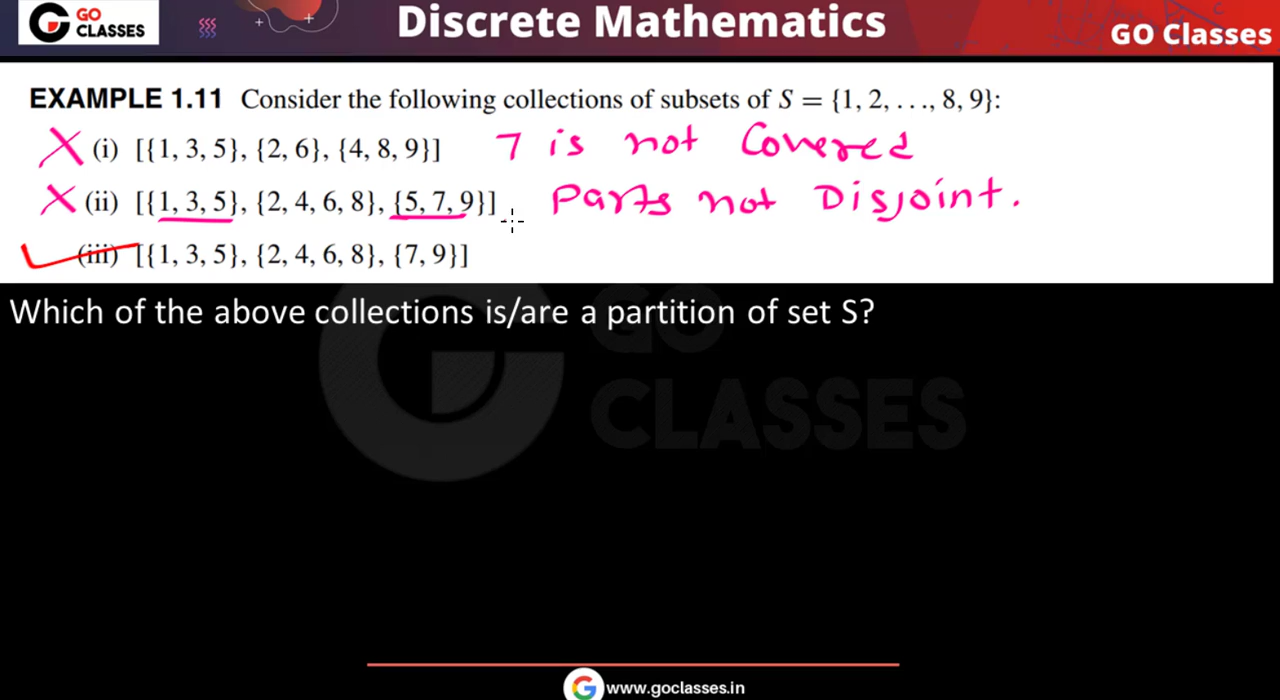 GO
CLASSES
Discrete Mathematics
GO Classes
EXAMPLE 1.11 Consider the following collections of subsets of S = {1, 2, . . . , 8, 9}:
(i) [{1, 3, 5}, {2, 6}, {4, 8, 9}] 7 is not Covered
(ii) [{1, 3, 5}, {2, 4, 6, 8}, {5, 7, 9}] Parts not Disjoint.
(iii) [{1, 3, 5}, {2, 4, 6, 8}, {7, 9}]
Which of the above collections is/are a partition of set S?
GO
CLASSES
www.goclasses.in